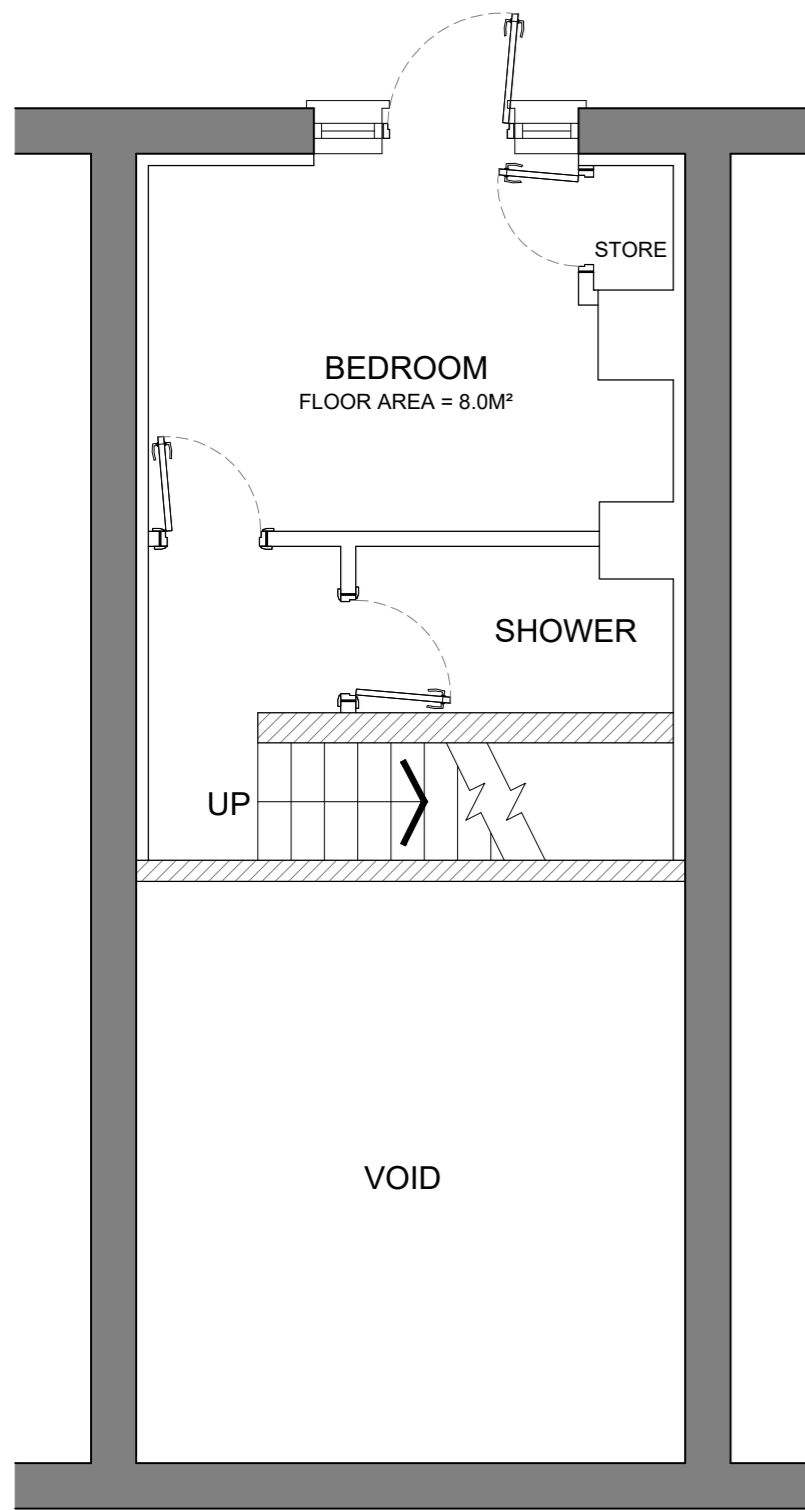 STORE
BEDROOM
FLOOR AREA = 8.0M²
SHOWER
UP
VOID